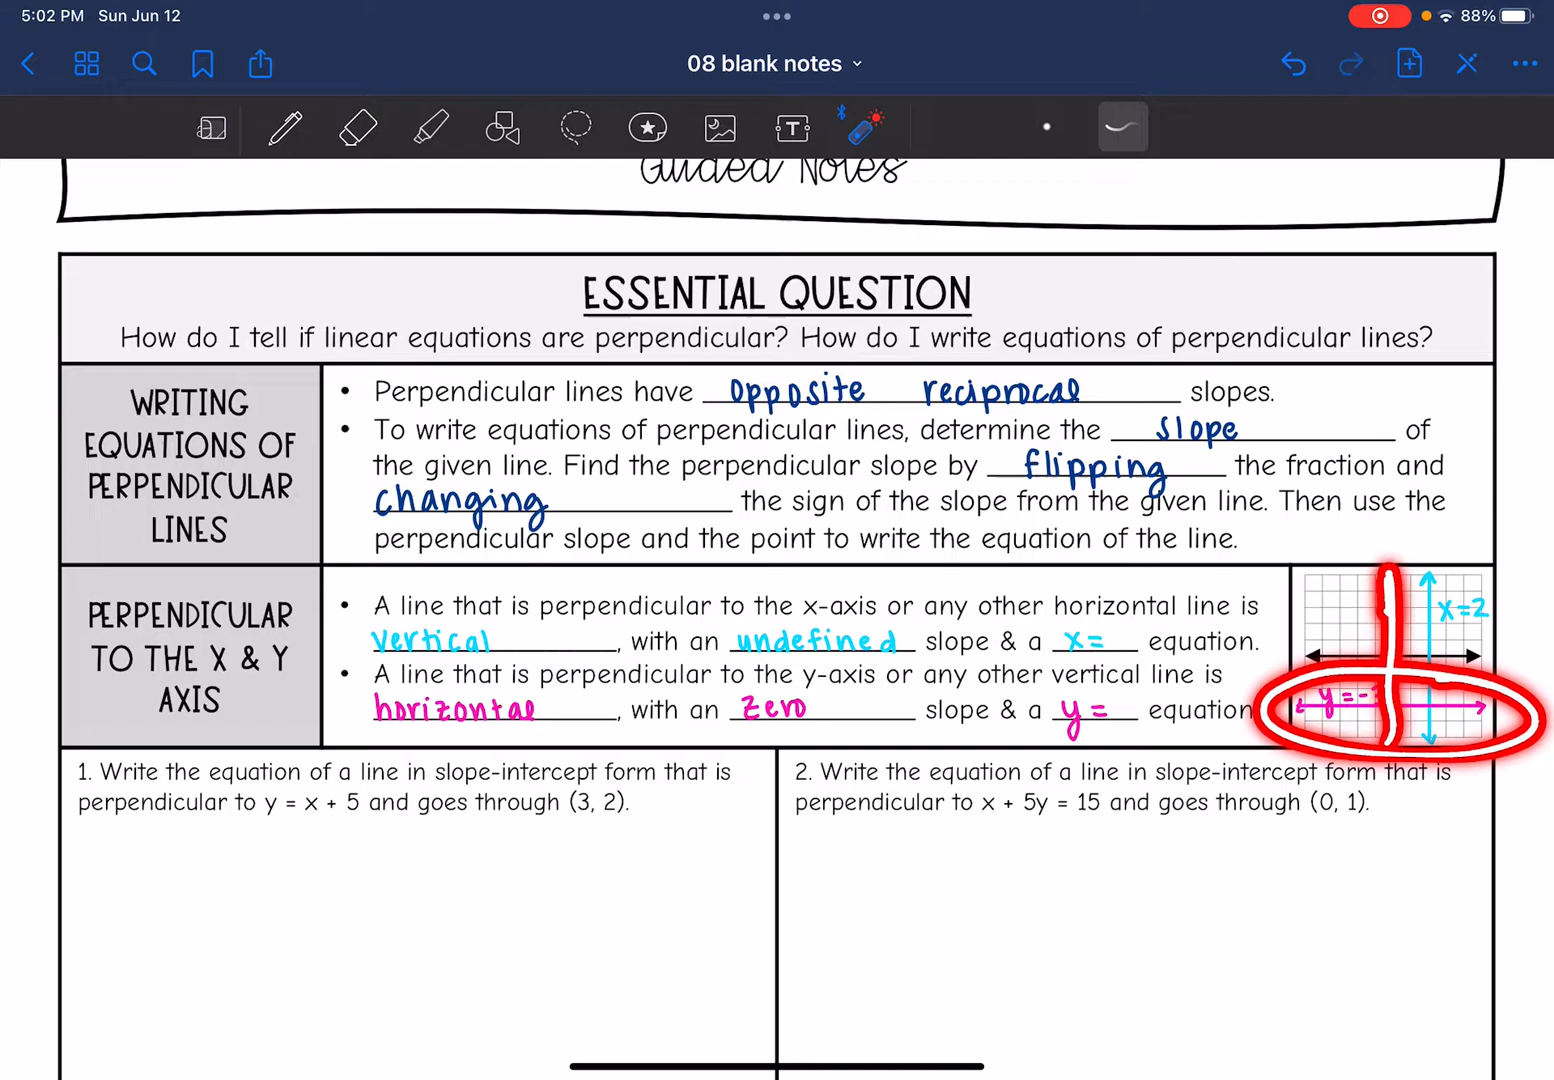 5:02 PM Sun Jun 12
88%
08 blank notes
T
Guided Notes
ESSENTIAL QUESTION
How do I tell if linear equations are perpendicular? How do I write equations of perpendicular lines?
WRITING
EQUATIONS OF
PERPENDICULAR
LINES
• Perpendicular lines have opposite reciprocal slopes.
• To write equations of perpendicular lines, determine the slope of
the given line. Find the perpendicular slope by flipping the fraction and
changing the sign of the slope from the given line. Then use the
perpendicular slope and the point to write the equation of the line.
PERPENDICULAR
TO THE X & Y
AXIS
• A line that is perpendicular to the x-axis or any other horizontal line is
vertical, with an undefined slope & a x= equation.
• A line that is perpendicular to the y-axis or any other vertical line is
horizontal, with an zero slope & a y= equation
x=2
y=-
1. Write the equation of a line in slope-intercept form that is
perpendicular to y = x + 5 and goes through (3, 2).
2. Write the equation of a line in slope-intercept form that is
perpendicular to x + 5y = 15 and goes through (0, 1).